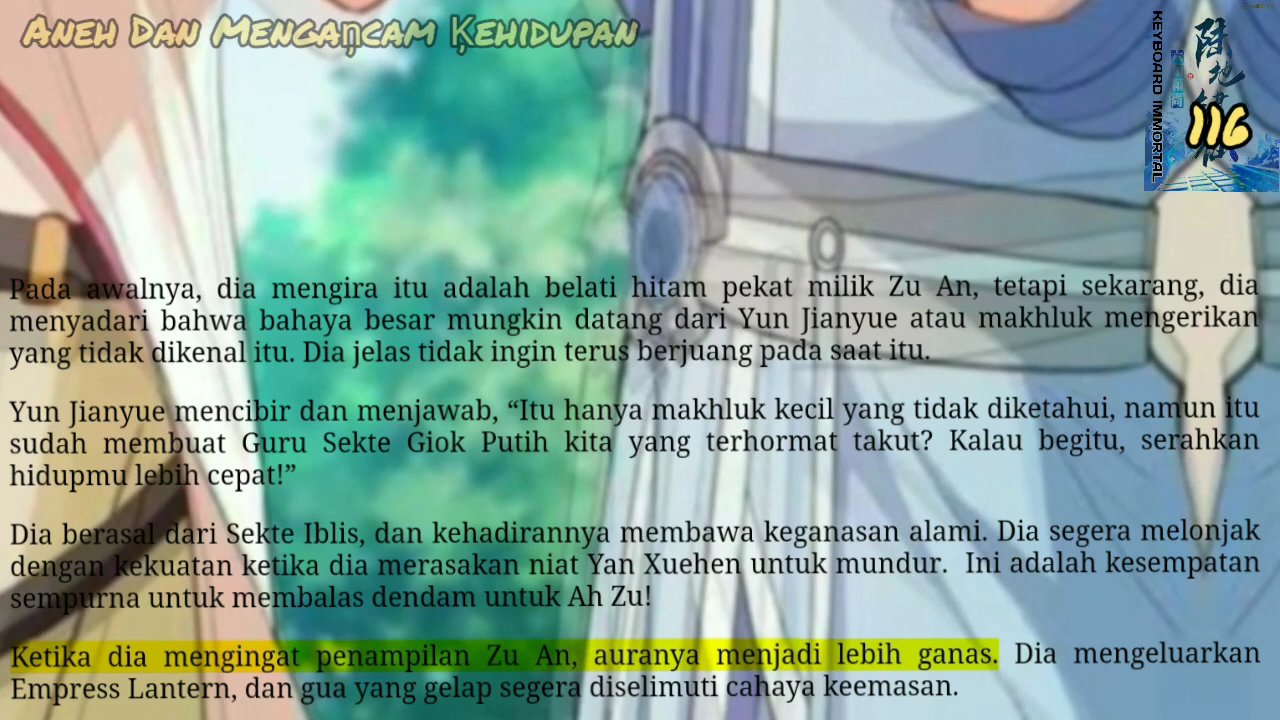 Aneh Dan Mengaņcam Ķehidupan
KEYBOARD IMMORTAL
116
Pada awalnya, dia mengira itu adalah belati hitam pekat milik Zu An, tetapi sekarang, dia
menyadari bahwa bahaya besar mungkin datang dari Yun Jianyue atau makhluk mengerikan
yang tidak dikenal itu. Dia jelas tidak ingin terus berjuang pada saat itu.
Yun Jianyue mencibir dan menjawab, “Itu hanya makhluk kecil yang tidak diketahui, namun itu
sudah membuat Guru Sekte Giok Putih kita yang terhormat takut? Kalau begitu, serahkan
hidupmu lebih cepat!”
Dia berasal dari Sekte Iblis, dan kehadirannya membawa keganasan alami. Dia segera melonjak
dengan kekuatan ketika dia merasakan niat Yan Xuehen untuk mundur. Ini adalah kesempatan
sempurna untuk membalas dendam untuk Ah Zu!
Ketika dia mengingat penampilan Zu An, auranya menjadi lebih ganas. Dia mengeluarkan
Empress Lantern, dan gua yang gelap segera diselimuti cahaya keemasan.